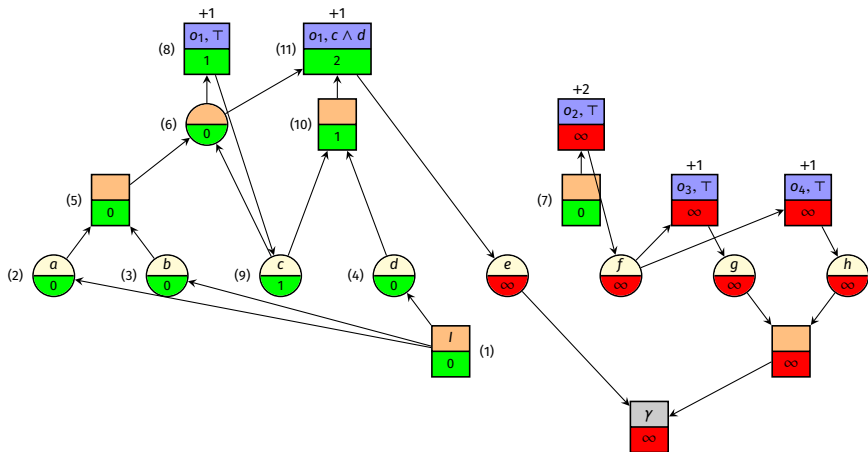 +1 +1
(8) o₁, ⊤ (11) o₁, c ∧ d
1 2
+2
(6) 0 (10) 1 o₂, ⊤
∞
+1 +1
(5) 0 (7) 0 o₃, ⊤ o₄, ⊤
∞ ∞
(2) a (3) b (9) c (4) d e f g h
0 0 1 0 ∞ ∞ ∞ ∞
I (1)
0 ∞
γ
∞